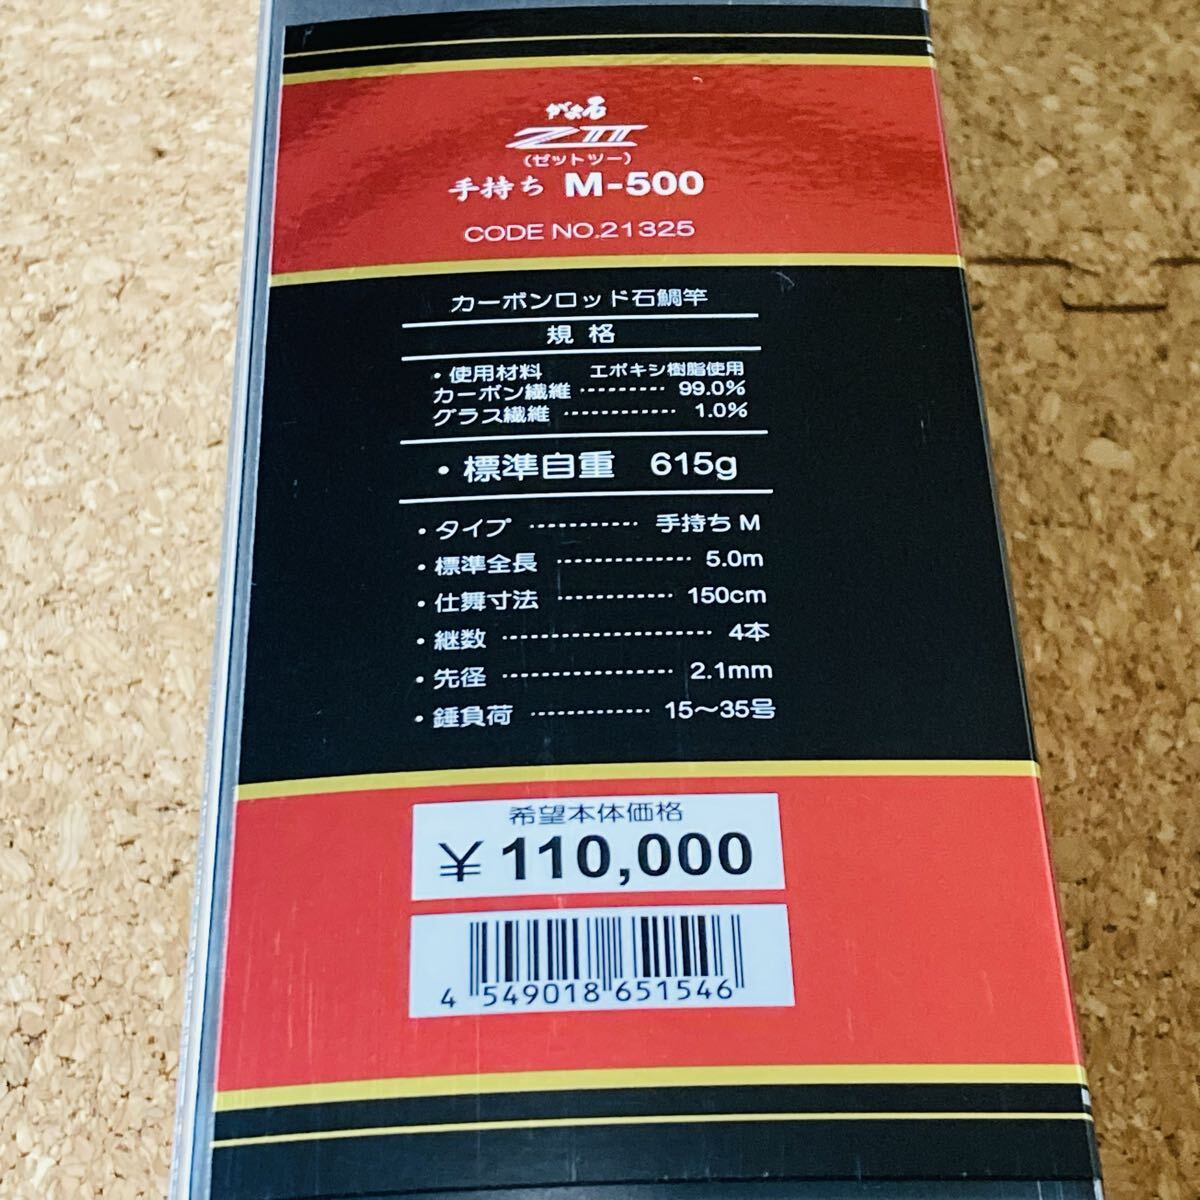 がま石
ZII
(ゼットツー)
手持ち M-500
CODE NO.21325
カーボンロッド石鯛竿
規格
・使用材料 エポキシ樹脂使用
カーボン繊維 ・・・・・・・・・ 99.0%
グラス繊維 ・・・・・・・・・・・・ 1.0%
・標準自重 615g
・タイプ ・・・・・・・・・・・ 手持ち M
・標準全長 ・・・・・・・・・・・・・・ 5.0m
・仕舞寸法 ・・・・・・・・・・・・ 150cm
・継数 ・・・・・・・・・・・・・・・・・・・・・ 4本
・先径 ・・・・・・・・・・・・・・・・・ 2.1mm
・錘負荷 ・・・・・・・・・・・・ 15〜35号
希望本体価格
¥110,000
4 549018 651546